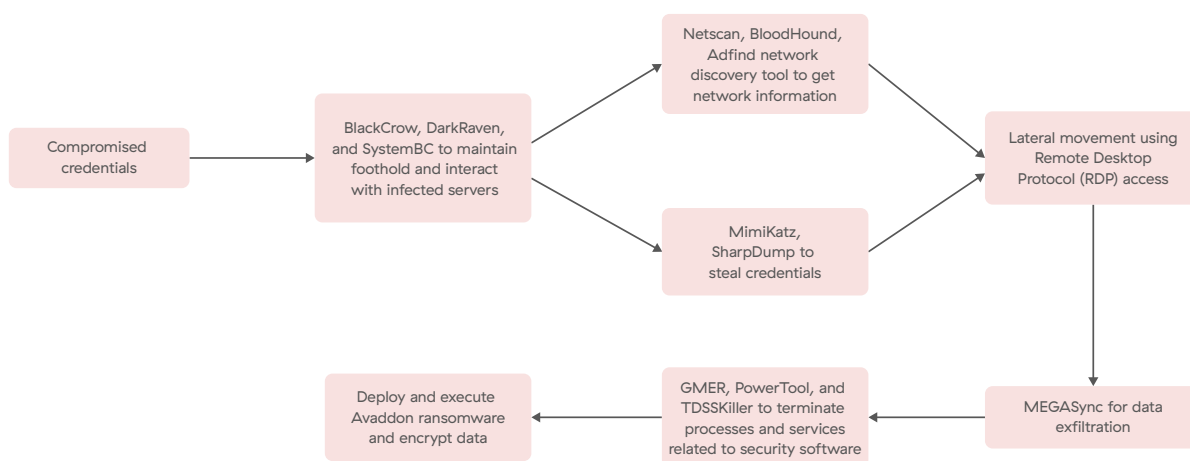 Compromised
credentials
BlackCrow, DarkRaven,
and SystemBC to maintain
foothold and interact
with infected servers
Netscan, BloodHound,
Adfind network
discovery tool to get
network information
MimiKatz,
SharpDump to
steal credentials
Lateral movement using
Remote Desktop
Protocol (RDP) access
MEGASync for data
exfiltration
GMER, PowerTool, and
TDSSKiller to terminate
processes and services
related to security software
Deploy and execute
Avaddon ransomware
and encrypt data